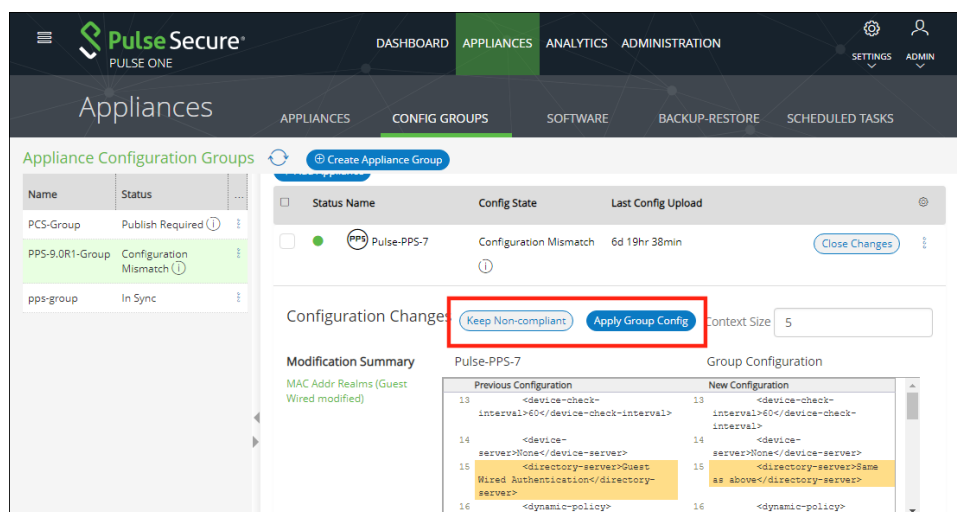 Pulse Secure®
PULSE ONE
DASHBOARD APPLIANCES ANALYTICS ADMINISTRATION
SETTINGS ADMIN
Appliances
APPLIANCES CONFIG GROUPS SOFTWARE BACKUP-RESTORE SCHEDULED TASKS
Appliance Configuration Groups
Create Appliance Group
Name Status ...
PCS-Group Publish Required
PPS-9.0R1-Group Configuration
Mismatch
pps-group In Sync
Status Name Config State Last Config Upload
PPS Pulse-PPS-7 Configuration Mismatch 6d 19hr 38min
Close Changes
Configuration Changes Keep Non-compliant Apply Group Config Context Size 5
Modification Summary Pulse-PPS-7 Group Configuration
MAC Addr Realms (Guest
Wired modified)
Previous Configuration
13 <device-check-
interval>60</device-check-interval>
14 <device-
server>None</device-server>
15 <directory-server>Guest
Wired Authentication</directory-
server>
16 <dynamic-policy>
New Configuration
13 <device-check-
interval>60</device-check-
interval>
14 <device-
server>None</device-server>
15 <directory-server>Same
as above</directory-server>
16 <dynamic-policy>